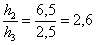 h₂/h₃ = 6,5/2,5 = 2,6